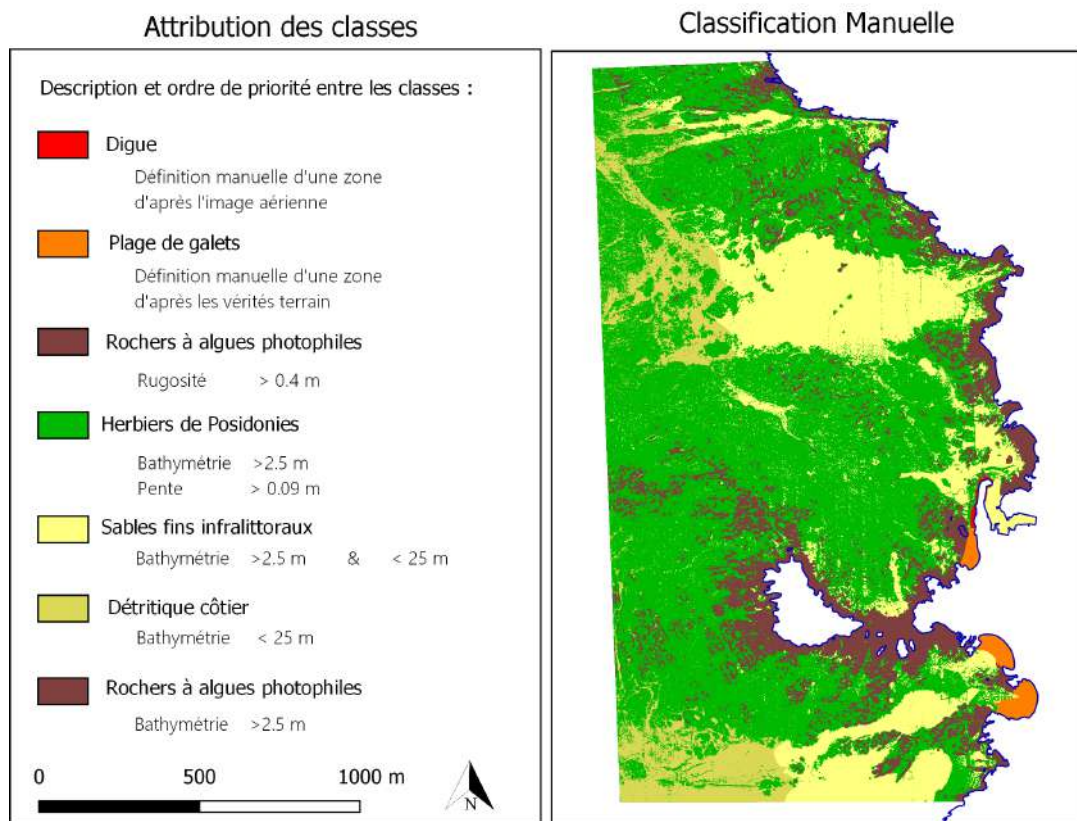 Attribution des classes
Classification Manuelle
Description et ordre de priorité entre les classes :
Digue
Définition manuelle d'une zone
d'après l'image aérienne
Plage de galets
Définition manuelle d'une zone
d'après les vérités terrain
Rochers à algues photophiles
Rugosité > 0.4 m
Herbiers de Posidonies
Bathymétrie >2.5 m
Pente > 0.09 m
Sables fins infralittoraux
Bathymétrie >2.5 m & < 25 m
Détritique côtier
Bathymétrie < 25 m
Rochers à algues photophiles
Bathymétrie >2.5 m
0 500 1000 m
N